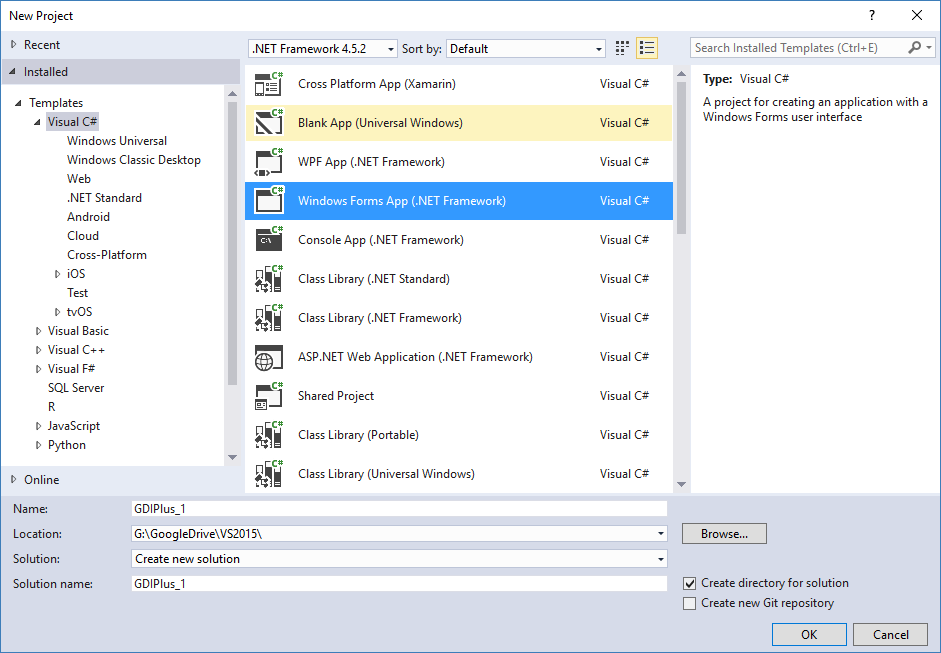 New Project
?
Recent
.NET Framework 4.5.2 Sort by: Default
Search Installed Templates (Ctrl+E)
Installed
Templates
Visual C#
Windows Universal
Windows Classic Desktop
Web
.NET Standard
Android
Cloud
Cross-Platform
iOS
Test
tvOS
Visual Basic
Visual C++
Visual F#
SQL Server
R
JavaScript
Python
Online
C# Cross Platform App (Xamarin) Visual C#
C# Blank App (Universal Windows) Visual C#
C# WPF App (.NET Framework) Visual C#
C# Windows Forms App (.NET Framework) Visual C#
C# C:\ Console App (.NET Framework) Visual C#
C# Class Library (.NET Standard) Visual C#
C# Class Library (.NET Framework) Visual C#
ASP.NET Web Application (.NET Framework) Visual C#
C# Shared Project Visual C#
C# Class Library (Portable) Visual C#
C# Class Library (Universal Windows) Visual C#
Type: Visual C#
A project for creating an application with a
Windows Forms user interface
Name: GDIPlus_1
Location: G:\GoogleDrive\VS2015\ Browse...
Solution: Create new solution
Solution name: GDIPlus_1
Create directory for solution
Create new Git repository
OK Cancel